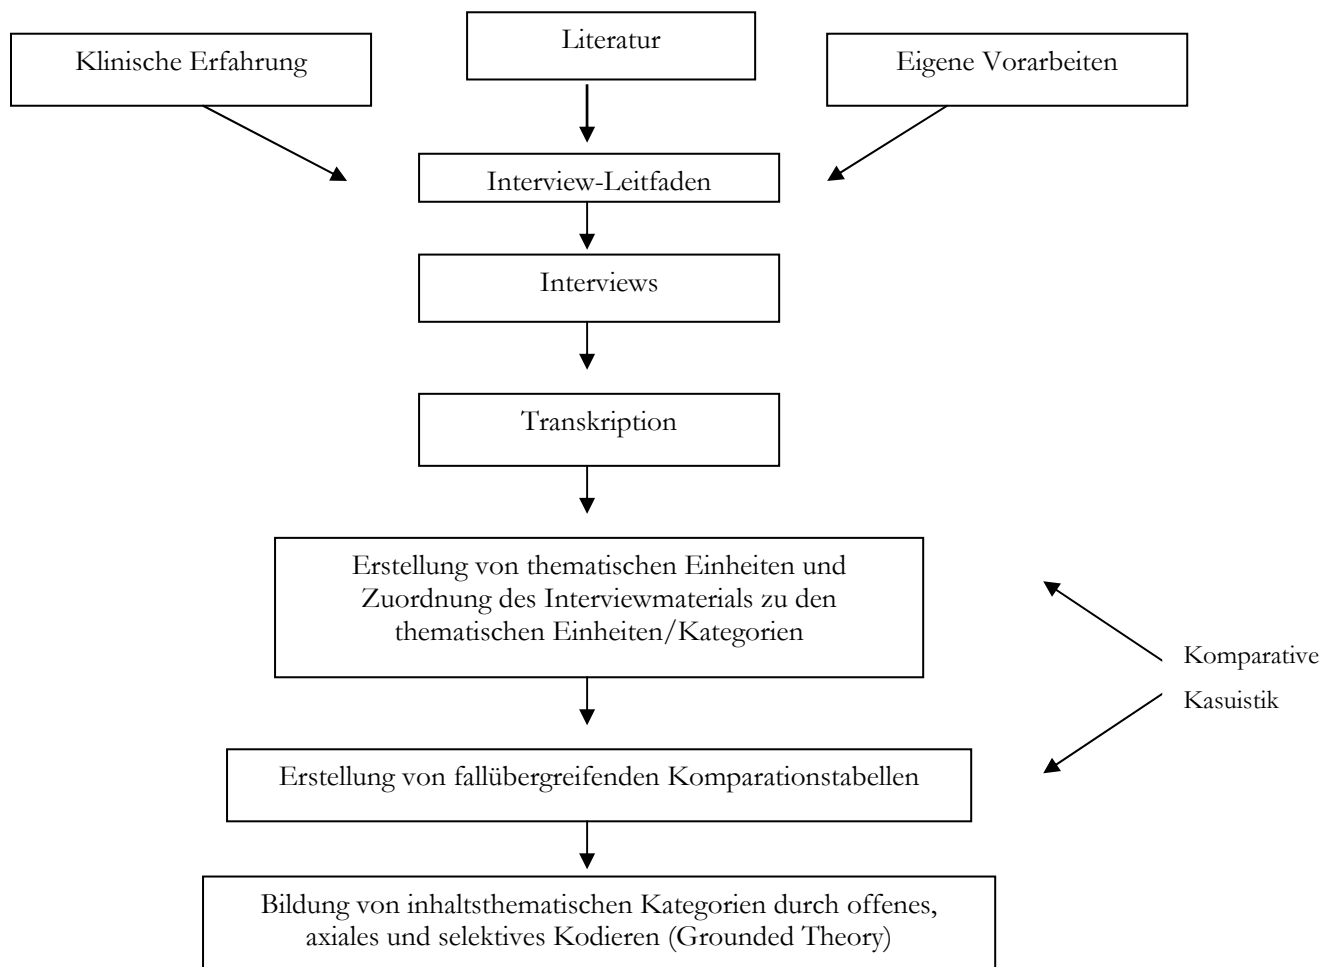 Klinische Erfahrung
Literatur
Eigene Vorarbeiten
Interview-Leitfaden
Interviews
Transkription
Erstellung von thematischen Einheiten und
Zuordnung des Interviewmaterials zu den
thematischen Einheiten/Kategorien
Komparative
Kasuistik
Erstellung von fallübergreifenden Komparationstabellen
Bildung von inhaltsthematischen Kategorien durch offenes,
axiales und selektives Kodieren (Grounded Theory)